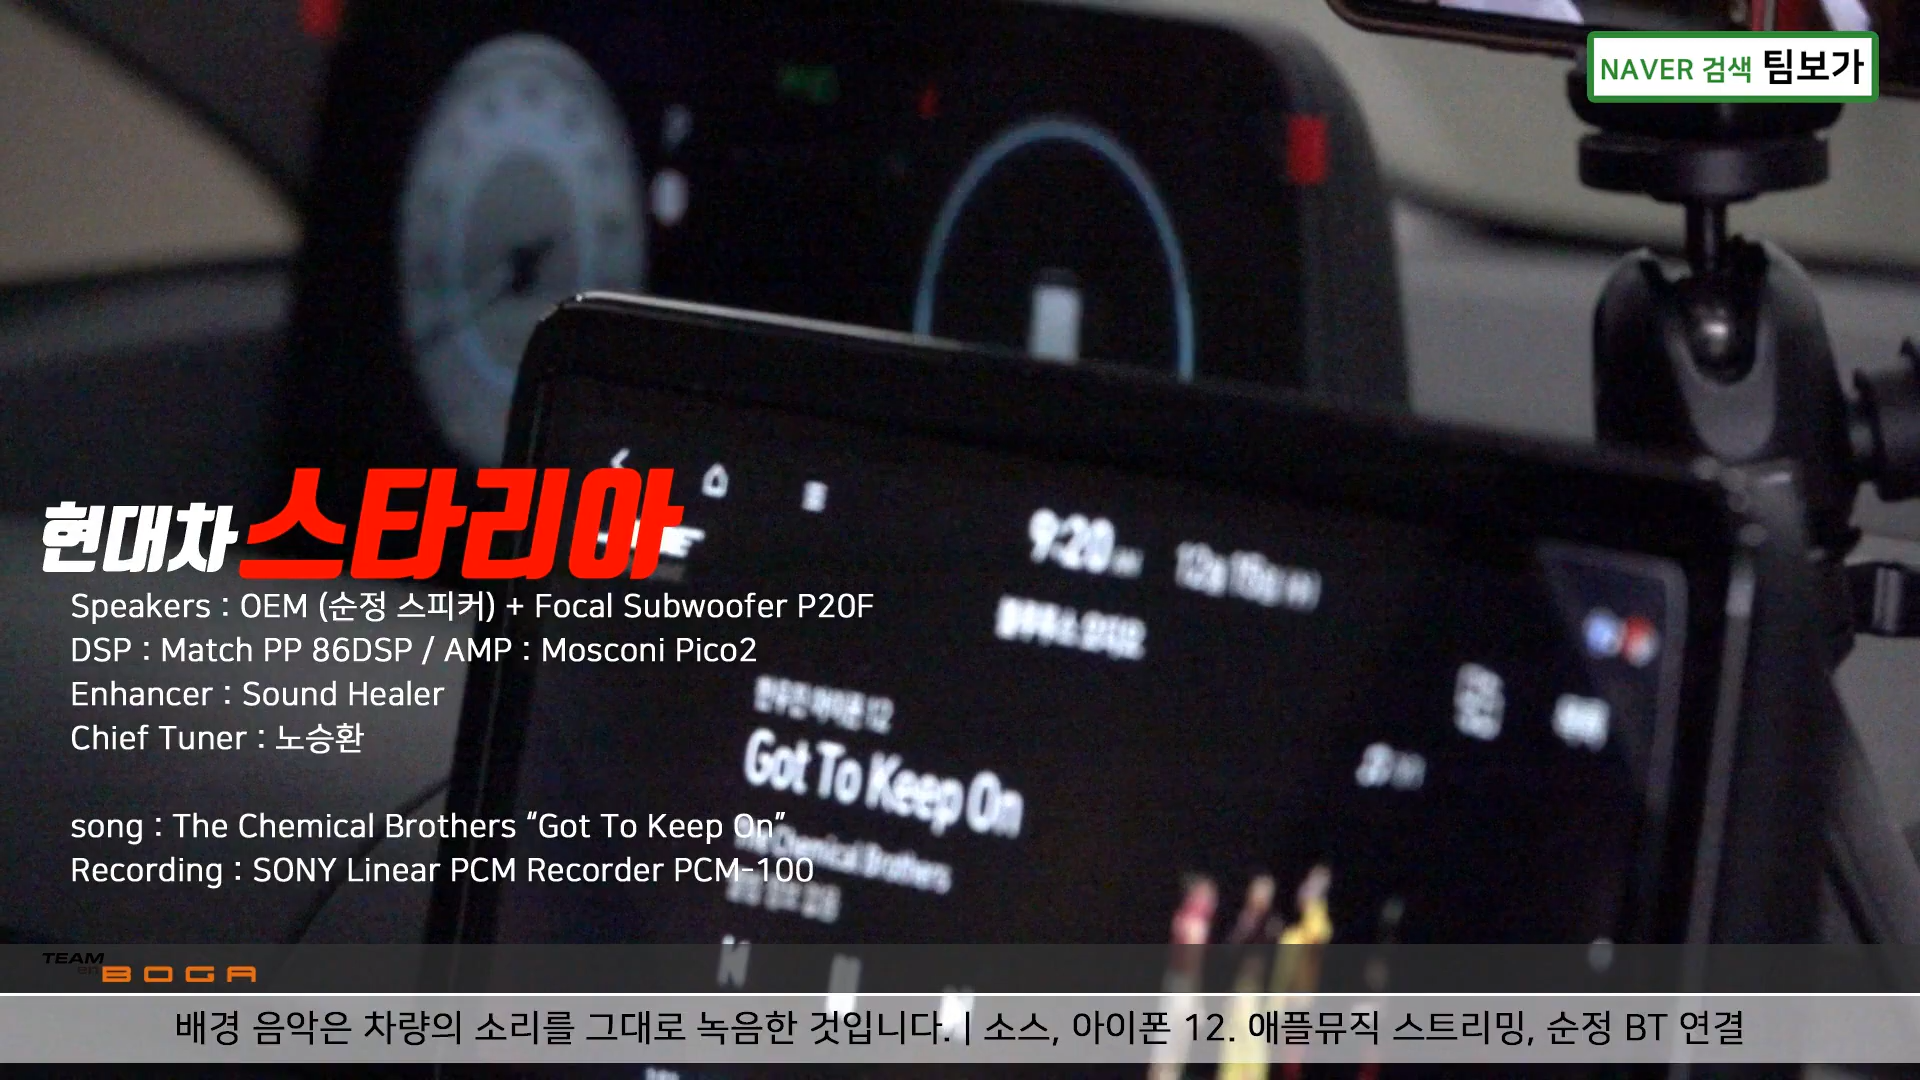 NAVER 검색 팀보가
9:20
현대차 스타리아
Speakers : OEM (순정 스피커) + Focal Subwoofer P20F
DSP : Match PP 86DSP / AMP : Mosconi Pico2
Enhancer : Sound Healer
Chief Tuner : 노승환
Got To Keep On
song : The Chemical Brothers “Got To Keep On”
The Chemical Brothers
Recording : SONY Linear PCM Recorder PCM-100
TEAM en BOGA
배경 음악은 차량의 소리를 그대로 녹음한 것입니다. | 소스, 아이폰 12. 애플뮤직 스트리밍, 순정 BT 연결